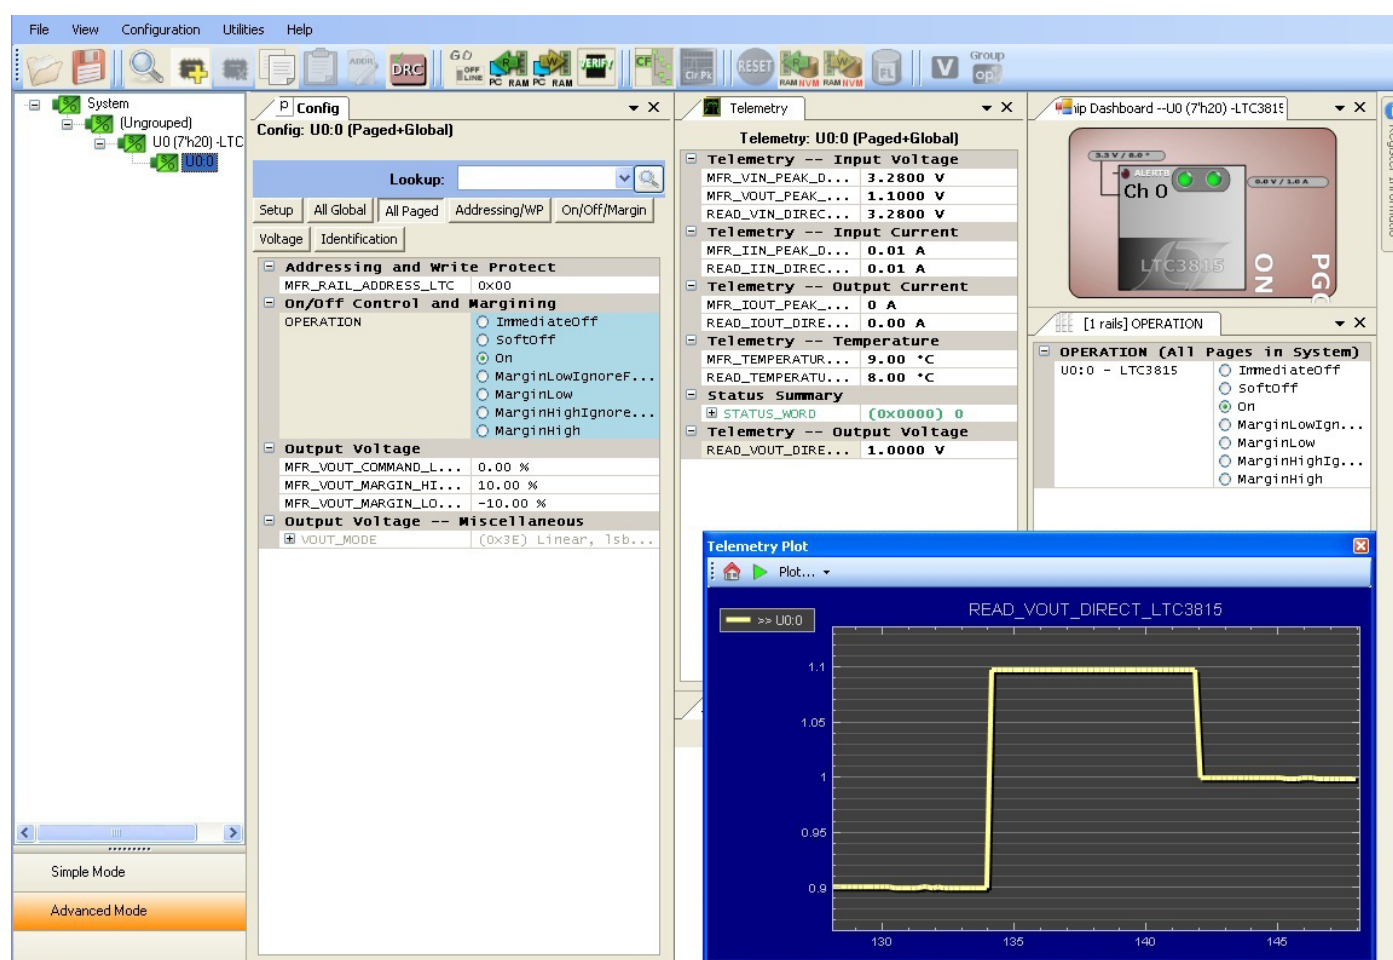 File View Configuration Utilities Help
ADDR.
DRC
GO
OFF
LINE
R
PC RAM
W
PC RAM
VERIFY
CF
Clr Pk
RESET
R
RAM NVM
W
RAM NVM
FL
V
Group
op
System
(Ungrouped)
U0 (7'h20) -LTC
U0:0
Simple Mode
Advanced Mode
P Config
Config: U0:0 (Paged+Global)
Lookup:
Setup All Global All Paged Addressing/WP On/Off/Margin
Voltage Identification
Addressing and Write Protect
MFR_RAIL_ADDRESS_LTC 0x00
On/Off Control and Margining
OPERATION ImmediateOff
SoftOff
On
MarginLowIgnoreF...
MarginLow
MarginHighIgnore...
MarginHigh
Output Voltage
MFR_VOUT_COMMAND_L... 0.00 %
MFR_VOUT_MARGIN_HI... 10.00 %
MFR_VOUT_MARGIN_LO... -10.00 %
Output Voltage -- Miscellaneous
VOUT_MODE (0x3E) Linear, lsb...
Telemetry
Telemetry: U0:0 (Paged+Global)
Telemetry -- Input Voltage
MFR_VIN_PEAK_D... 3.2800 V
MFR_VOUT_PEAK_... 1.1000 V
READ_VIN_DIREC... 3.2800 V
Telemetry -- Input Current
MFR_IIN_PEAK_D... 0.01 A
READ_IIN_DIREC... 0.01 A
Telemetry -- Output Current
MFR_IOUT_PEAK_... 0 A
READ_IOUT_DIRE... 0.00 A
Telemetry -- Temperature
MFR_TEMPERATUR... 9.00 °C
READ_TEMPERATU... 8.00 °C
Status Summary
STATUS_WORD (0x0000) 0
Telemetry -- Output Voltage
READ_VOUT_DIRE... 1.0000 V
hip Dashboard --U0 (7'h20) -LTC3815
ALERTB
Ch 0
LTC3815
ON
PGO
[1 rails] OPERATION
OPERATION (All Pages in System)
U0:0 - LTC3815 ImmediateOff
SoftOff
On
MarginLowIgn...
MarginLow
MarginHighIg...
MarginHigh
Telemetry Plot
Plot...
READ_VOUT_DIRECT_LTC3815
>> U0:0
1.1
1.05
1
0.95
0.9
130 135 140 145